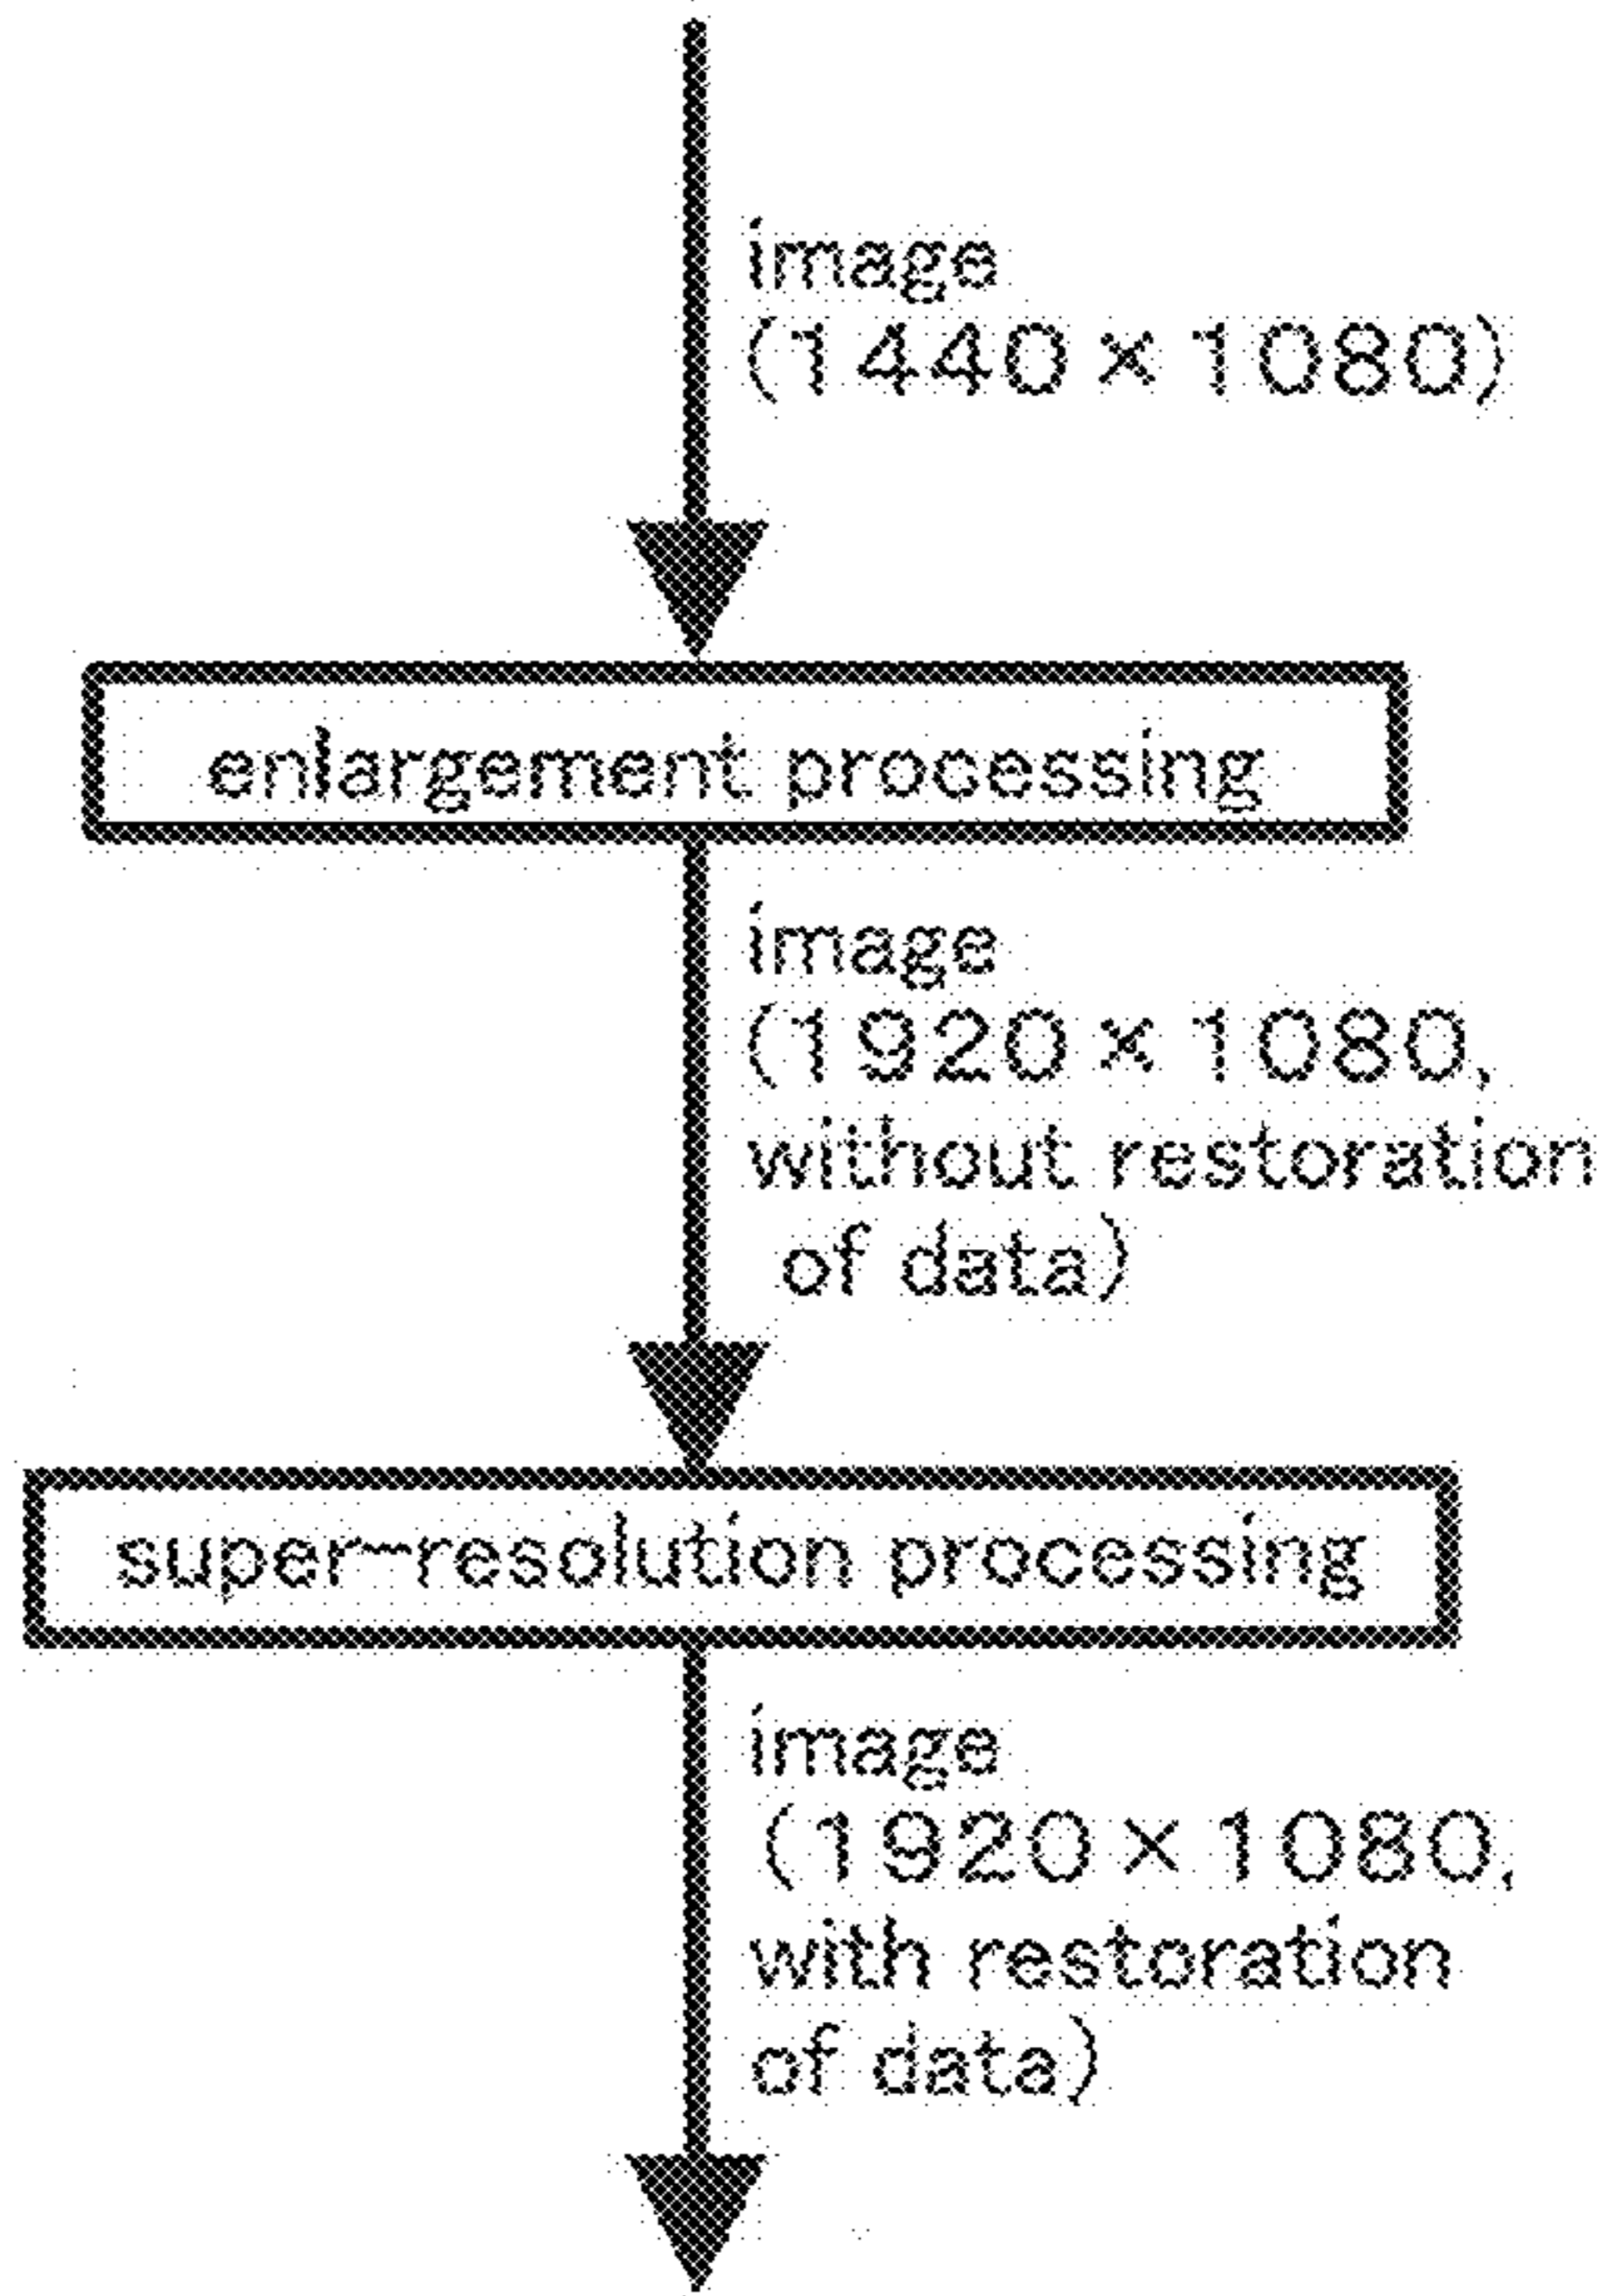 image
(1440×1080)
enlargement processing
image
(1920×1080,
without restoration
of data)
super-resolution processing
image
(1920×1080,
with restoration
of data)